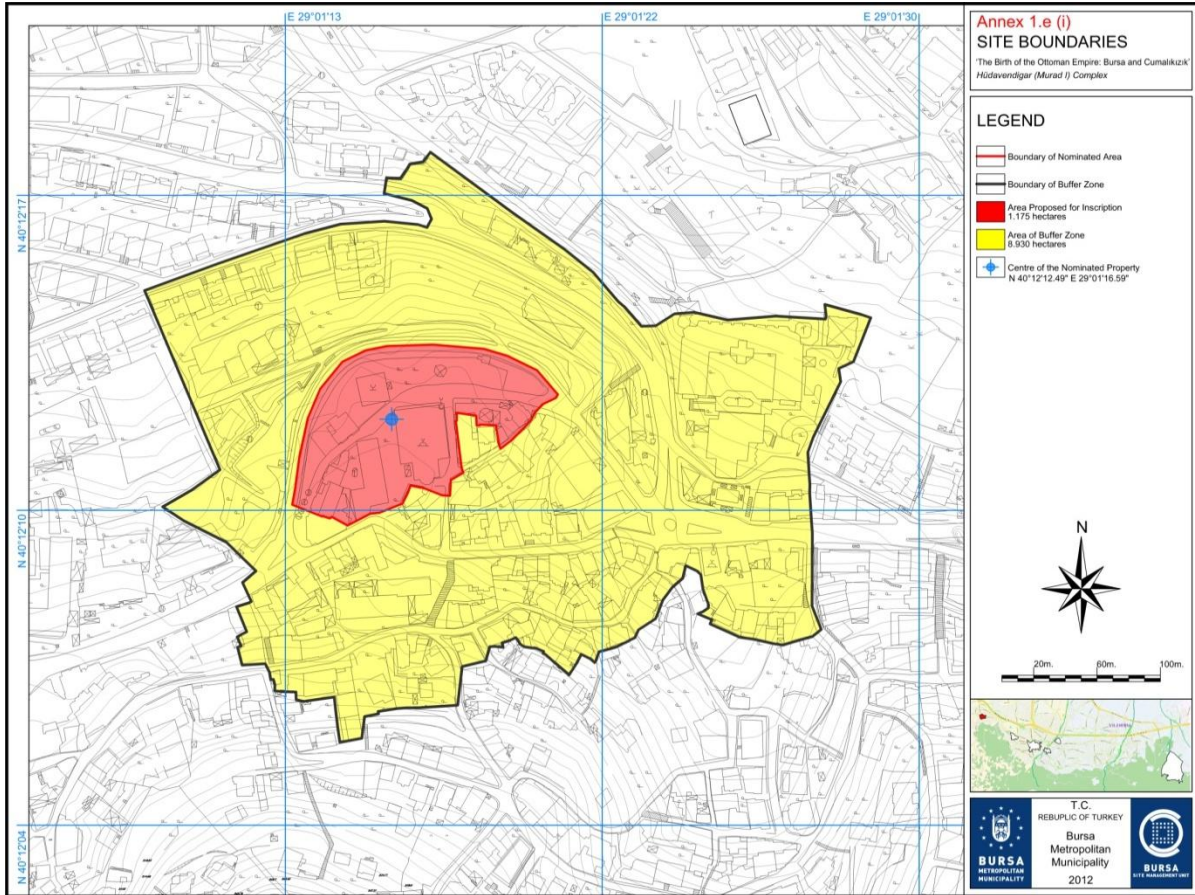 E 29°01'13
E 29°01'22
E 29°01'30
N 40°12'17
N 40°12'10
N 40°12'04
Annex 1.e (i)
SITE BOUNDARIES
'The Birth of the Ottoman Empire: Bursa and Cumalıkızık'
Hüdavendigar (Murad I) Complex
LEGEND
Boundary of Nominated Area
Boundary of Buffer Zone
Area Proposed for Inscription
1.175 hectares
Area of Buffer Zone
8.930 hectares
Centre of the Nominated Property
N 40°12'12.49" E 29°01'16.59"
N
20m. 60m. 100m.
T.C.
REBUPLIC OF TURKEY
Bursa
Metropolitan
Municipality
2012
BURSA
METROPOLITAN
MUNICIPALITY
BURSA
SITE MANAGEMENT UNIT